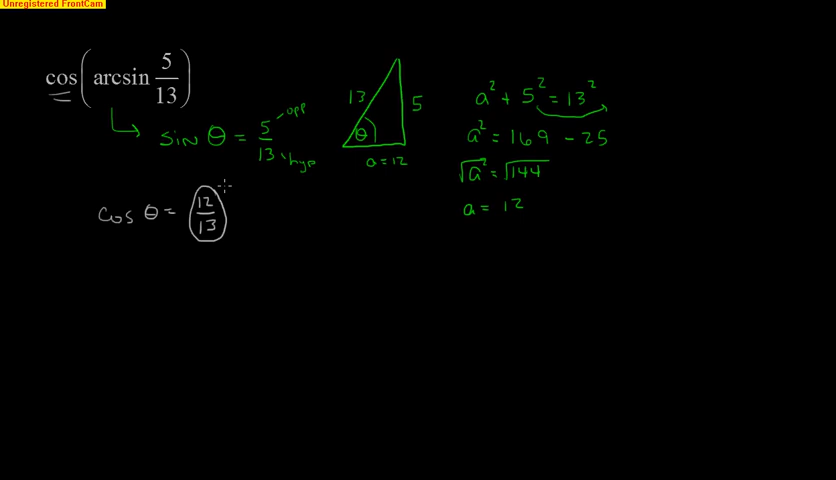 Unregistered FrontCam
cos(arcsin 5/13)
sin θ = 5/13
opp
hyp
13
5
θ
a = 12
a² + 5² = 13²
a² = 169 - 25
√a² = √144
a = 12
cos θ = 12/13